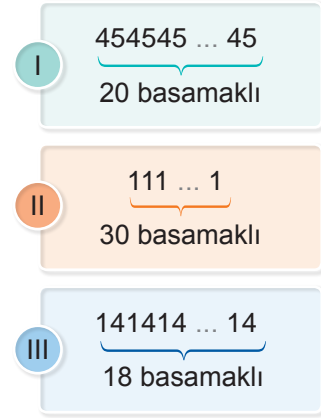 I
454545 ... 45
20 basamaklı
II
111 ... 1
30 basamaklı
III
141414 ... 14
18 basamaklı